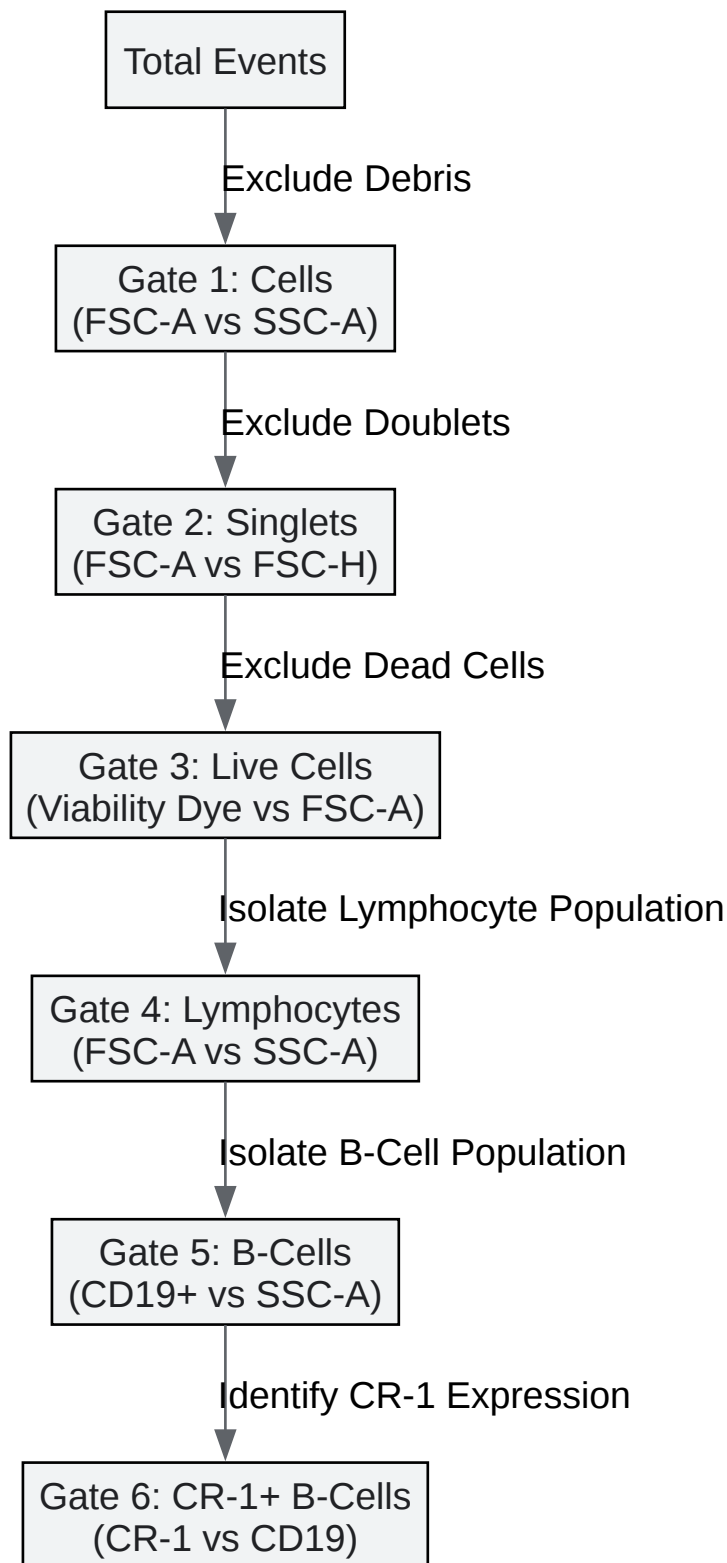 Total Events
Exclude Debris
Gate 1: Cells
(FSC-A vs SSC-A)
Exclude Doublets
Gate 2: Singlets
(FSC-A vs FSC-H)
Exclude Dead Cells
Gate 3: Live Cells
(Viability Dye vs FSC-A)
Isolate Lymphocyte Population
Gate 4: Lymphocytes
(FSC-A vs SSC-A)
Isolate B-Cell Population
Gate 5: B-Cells
(CD19+ vs SSC-A)
Identify CR-1 Expression
Gate 6: CR-1+ B-Cells
(CR-1 vs CD19)